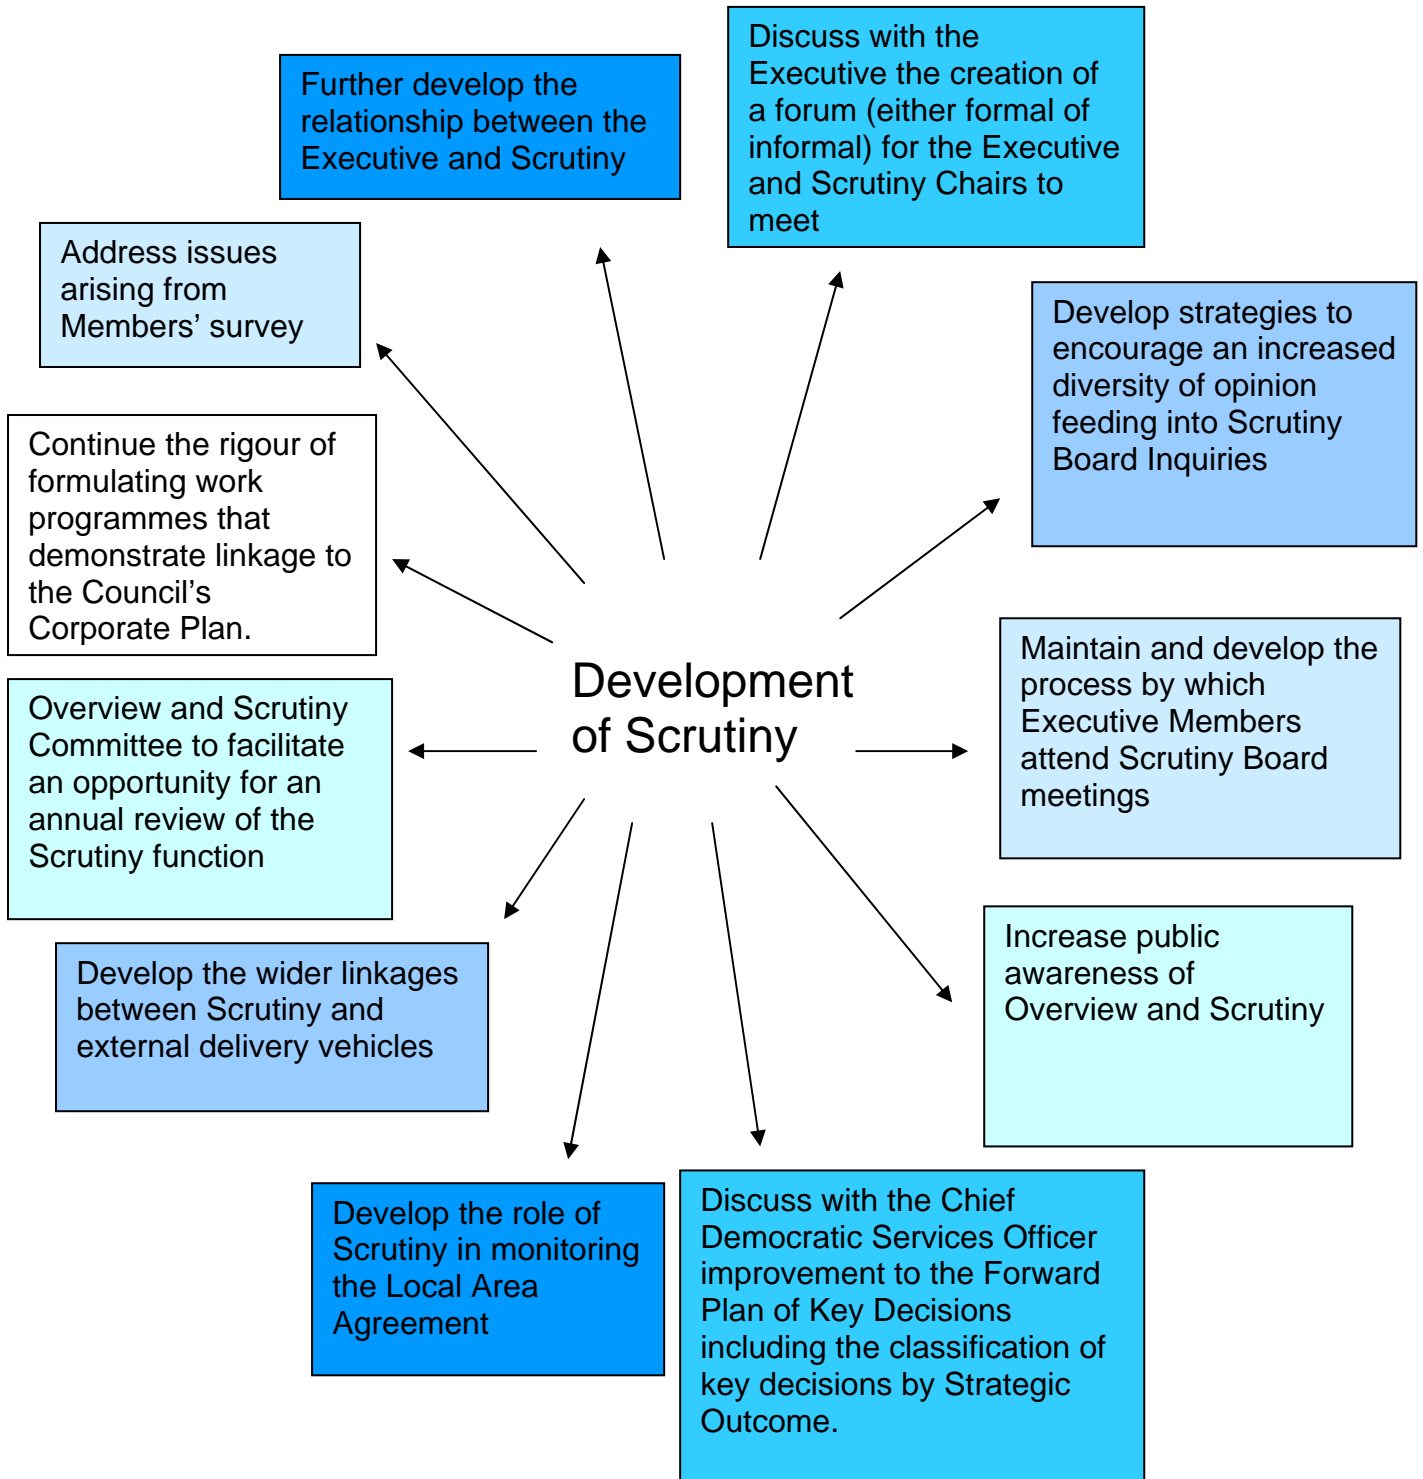 Discuss with the
Executive the creation of
a forum (either formal of
informal) for the Executive
and Scrutiny Chairs to
meet
Further develop the
relationship between the
Executive and Scrutiny
Address issues
arising from
Members’ survey
Develop strategies to
encourage an increased
diversity of opinion
feeding into Scrutiny
Board Inquiries
Continue the rigour of
formulating work
programmes that
demonstrate linkage to
the Council’s
Corporate Plan.
Development
of Scrutiny
Maintain and develop the
process by which
Executive Members
attend Scrutiny Board
meetings
Overview and Scrutiny
Committee to facilitate
an opportunity for an
annual review of the
Scrutiny function
Increase public
awareness of
Overview and Scrutiny
Develop the wider linkages
between Scrutiny and
external delivery vehicles
Develop the role of
Scrutiny in monitoring
the Local Area
Agreement
Discuss with the Chief
Democratic Services Officer
improvement to the Forward
Plan of Key Decisions
including the classification of
key decisions by Strategic
Outcome.